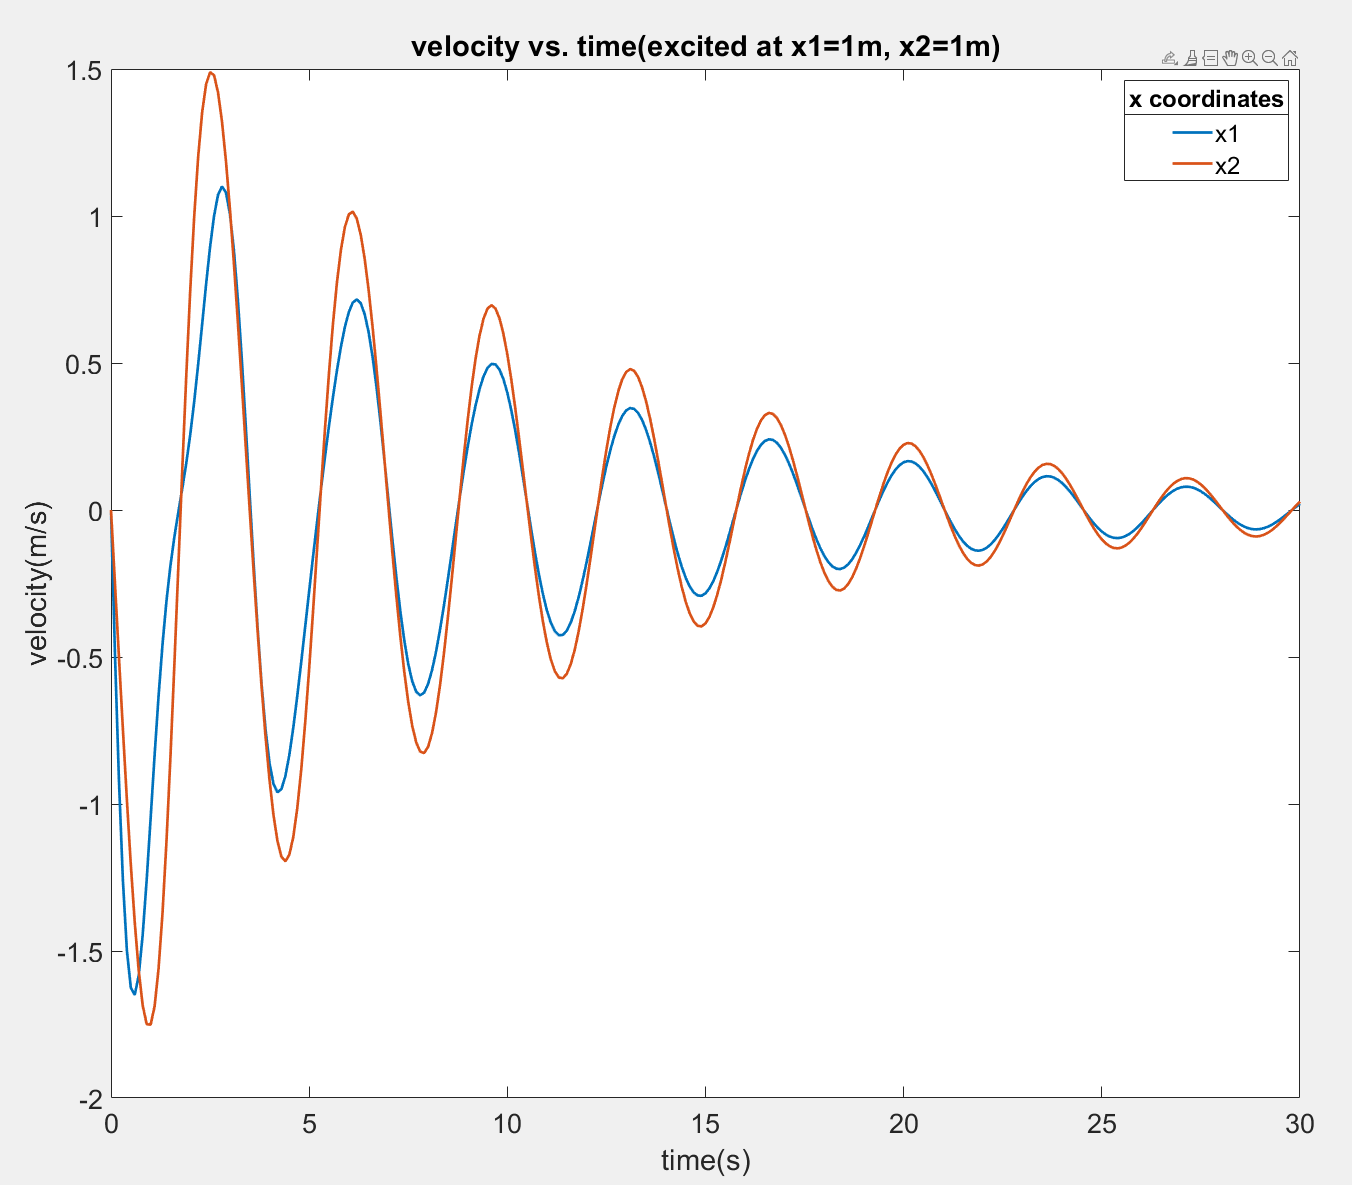 velocity vs. time(excited at x1=1m, x2=1m)
x coordinates
x1
x2
1.5
1
0.5
0
-0.5
-1
-1.5
-2
velocity(m/s)
0 5 10 15 20 25 30
time(s)